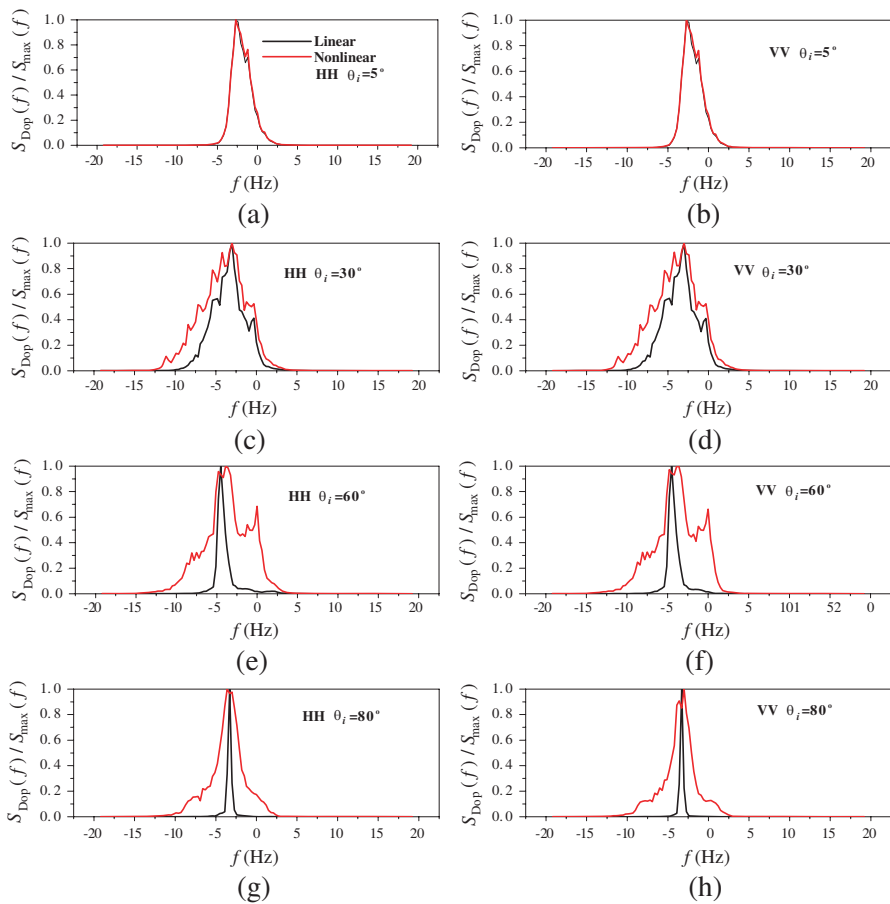 S_Dop(f)/S_max(f)
1.0
0.8
0.6
0.4
0.2
0.0
Linear
Nonlinear
HH θ_i=5°
-20 -15 -10 -5 0 5 10 15 20
f(Hz)
(a)
S_Dop(f)/S_max(f)
1.0
0.8
0.6
0.4
0.2
0.0
VV θ_i=5°
-20 -15 -10 -5 0 5 10 15 20
f(Hz)
(b)
S_Dop(f)/S_max(f)
1.0
0.8
0.6
0.4
0.2
0.0
HH θ_i=30°
-20 -15 -10 -5 0 5 10 15 20
f(Hz)
(c)
S_Dop(f)/S_max(f)
1.0
0.8
0.6
0.4
0.2
0.0
VV θ_i=30°
-20 -15 -10 -5 0 5 10 15 20
f(Hz)
(d)
S_Dop(f)/S_max(f)
1.0
0.8
0.6
0.4
0.2
0.0
HH θ_i=60°
-20 -15 -10 -5 0 5 10 15 20
f(Hz)
(e)
S_Dop(f)/S_max(f)
1.0
0.8
0.6
0.4
0.2
0.0
VV θ_i=60°
-20 -15 -10 -5 0 5 101 52 0
f(Hz)
(f)
S_Dop(f)/S_max(f)
1.0
0.8
0.6
0.4
0.2
0.0
HH θ_i=80°
-20 -15 -10 -5 0 5 10 15 20
f(Hz)
(g)
S_Dop(f)/S_max(f)
1.0
0.8
0.6
0.4
0.2
0.0
VV θ_i=80°
-20 -15 -10 -5 0 5 10 15 20
f(Hz)
(h)